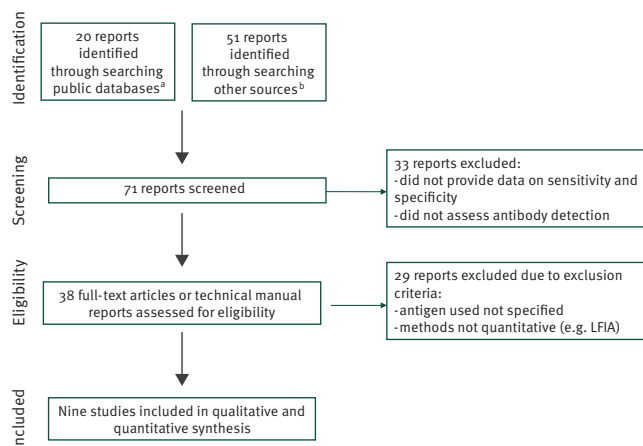 Identification
20 reports
identified
through searching
public databasesᵃ
51 reports
identified
through searching
other sourcesᵇ
Screening
71 reports screened
33 reports excluded:
-did not provide data on sensitivity and
specificity
-did not assess antibody detection
Eligibility
38 full-text articles or technical manual
reports assessed for eligibility
29 reports excluded due to exclusion
criteria:
-antigen used not specified
-methods not quantitative (e.g. LFIA)
ncluded
Nine studies included in qualitative and
quantitative synthesis